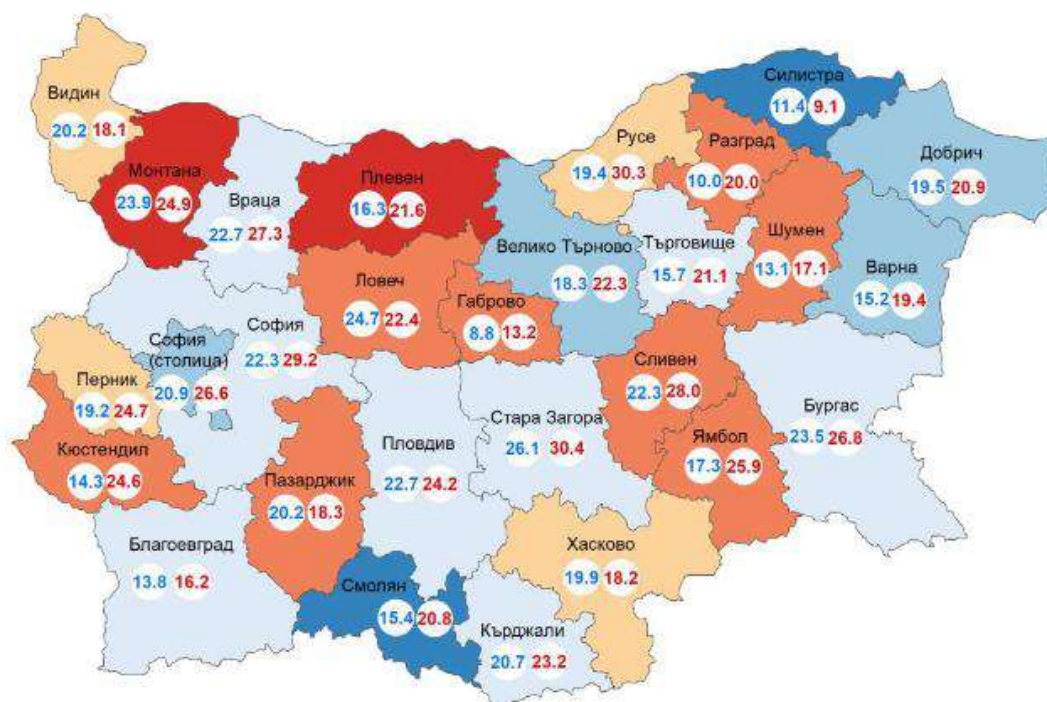 Видин
20.2 18.1
Монтана
23.9 24.9
Враца
22.7 27.3
Плевен
16.3 21.6
Ловеч
24.7 22.4
Габрово
8.8 13.2
Велико Търново
18.3 22.3
Русе
19.4 30.3
Разград
10.0 20.0
Силистра
11.4 9.1
Добрич
19.5 20.9
Търговище
15.7 21.1
Шумен
13.1 17.1
Варна
15.2 19.4
София
22.3 29.2
София
(столица)
20.9 26.6
Перник
19.2 24.7
Кюстендил
14.3 24.6
Благоевград
13.8 16.2
Пазарджик
20.2 18.3
Пловдив
22.7 24.2
Стара Загора
26.1 30.4
Сливен
22.3 28.0
Ямбол
17.3 25.9
Бургас
23.5 26.8
Хасково
19.9 18.2
Смолян
15.4 20.8
Кърджали
20.7 23.2